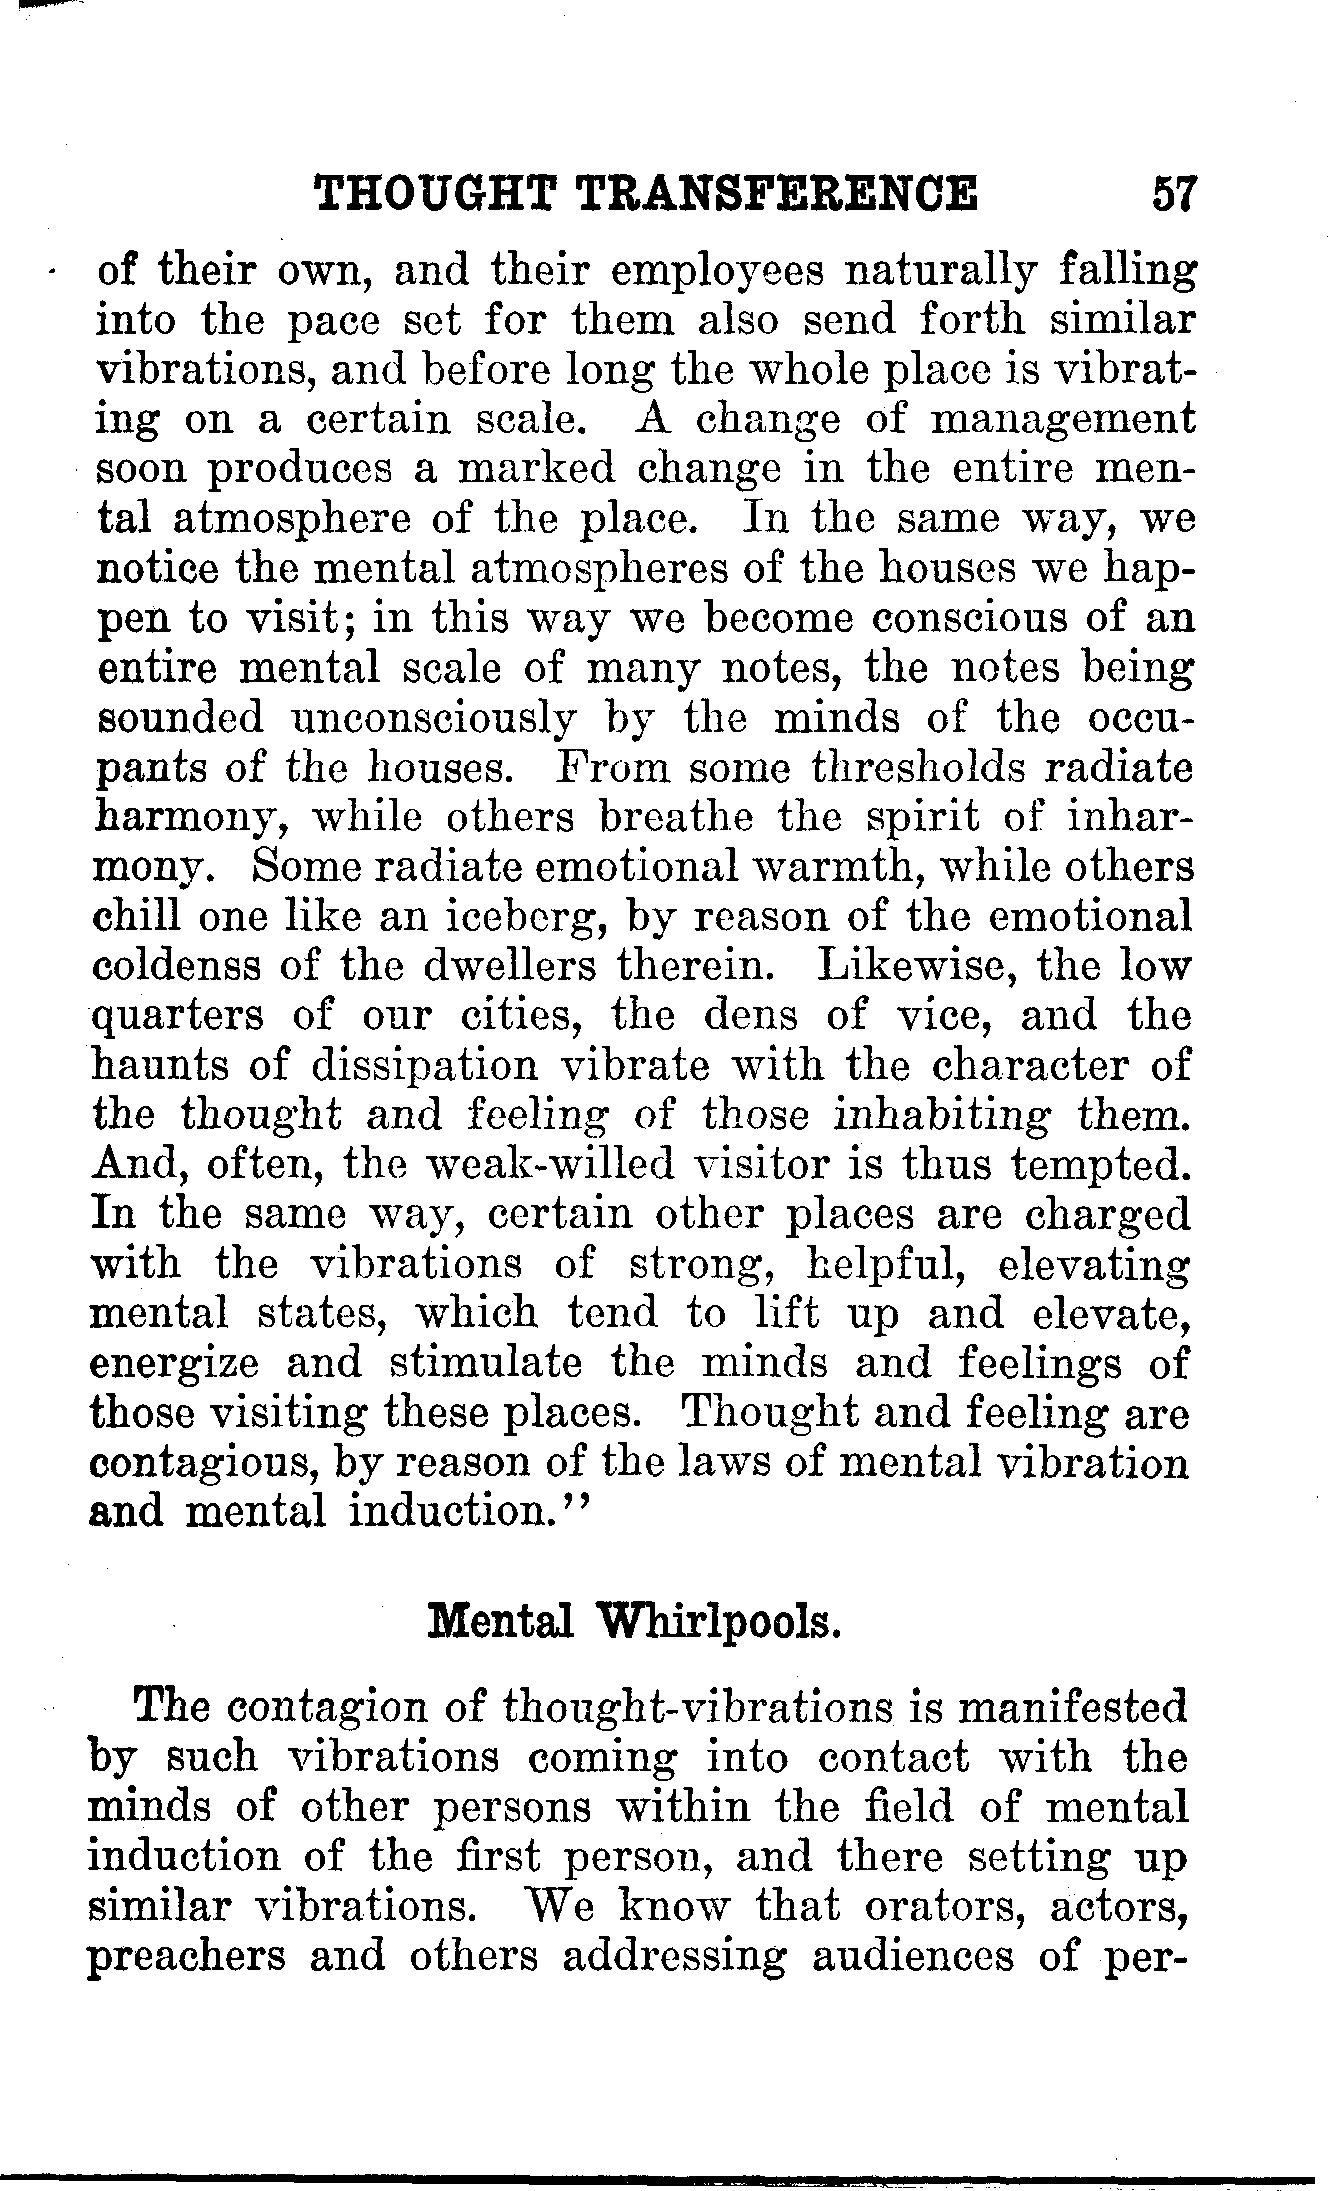 THOUGHT TRANSFERENCE 57
of their own, and their employees naturally falling
into the pace set for them also send forth similar
vibrations, and before long the whole place is vibrat-
ing on a certain scale. A change of management
soon produces a marked change in the entire men-
tal atmosphere of the place. In the same way, we
notice the mental atmospheres of the houses we hap-
pen to visit; in this way we become conscious of an
entire mental scale of many notes, the notes being
sounded unconsciously by the minds of the occu-
pants of the houses. From some thresholds radiate
harmony, while others breathe the spirit of inhar-
mony. Some radiate emotional warmth, while others
chill one like an iceberg, by reason of the emotional
coldenss of the dwellers therein. Likewise, the low
quarters of our cities, the dens of vice, and the
haunts of dissipation vibrate with the character of
the thought and feeling of those inhabiting them.
And, often, the weak-willed visitor is thus tempted.
In the same way, certain other places are charged
with the vibrations of strong, helpful, elevating
mental states, which tend to lift up and elevate,
energize and stimulate the minds and feelings of
those visiting these places. Thought and feeling are
contagious, by reason of the laws of mental vibration
and mental induction.''
Mental Whirlpools.
The contagion of thought-vibrations is manifested
by such vibrations coming into contact with the
minds of other persons within the field of mental
induction of the first person, and there setting up
similar vibrations. We know that orators, actors,
preachers and others addressing audiences of per-